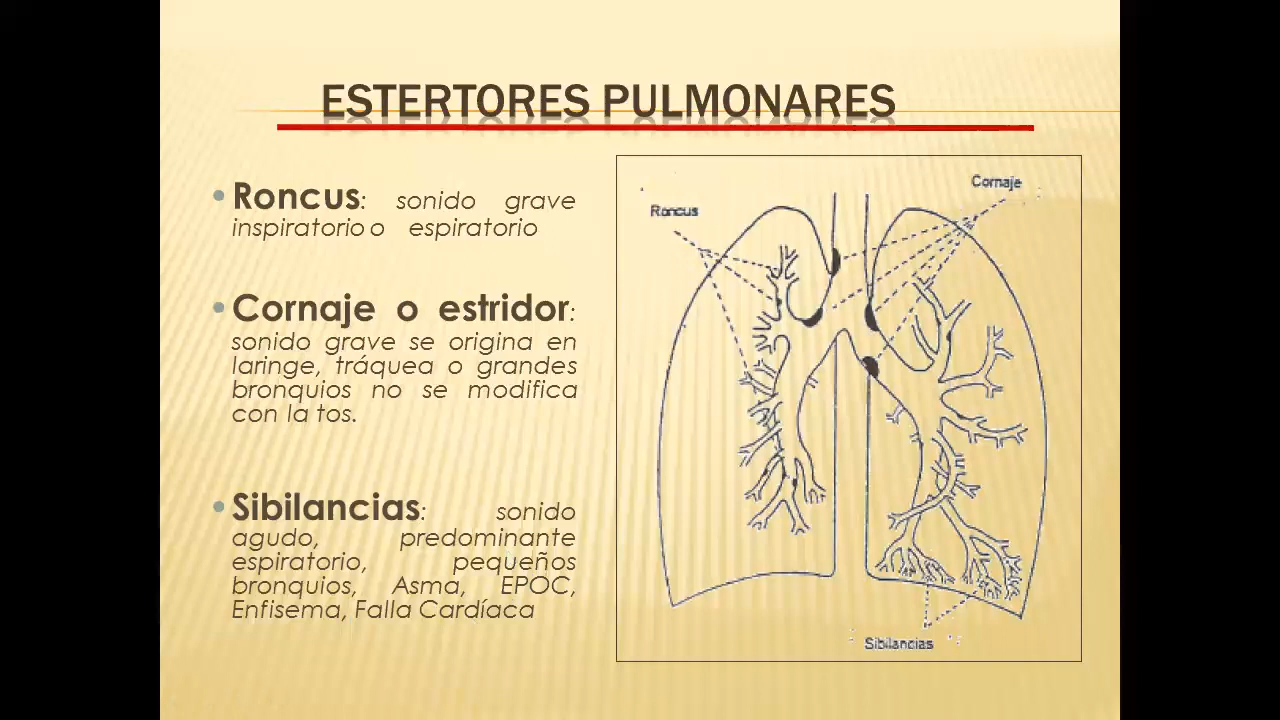 ESTERTORES PULMONARES
•Roncus: sonido grave
inspiratorio o espiratorio
•Cornaje o estridor:
sonido grave se origina en
laringe, tráquea o grandes
bronquios no se modifica
con la tos.
•Sibilancias: sonido
agudo, predominante
espiratorio, pequeños
bronquios, Asma, EPOC,
Enfisema, Falla Cardíaca
Cornaje
Roncus
Sibilancias